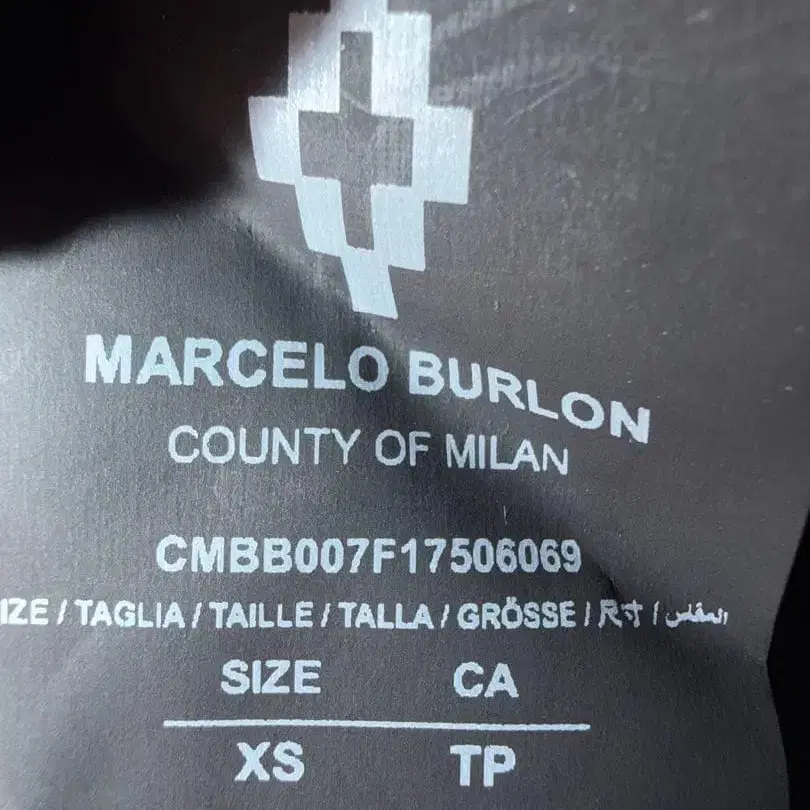 MARCELO BURLON
COUNTY OF MILAN
CMBB007F17506069
IZE / TAGLIA / TAILLE / TALLA / GRÖSSE / 尺寸 / المقاس
SIZE CA
XS TP